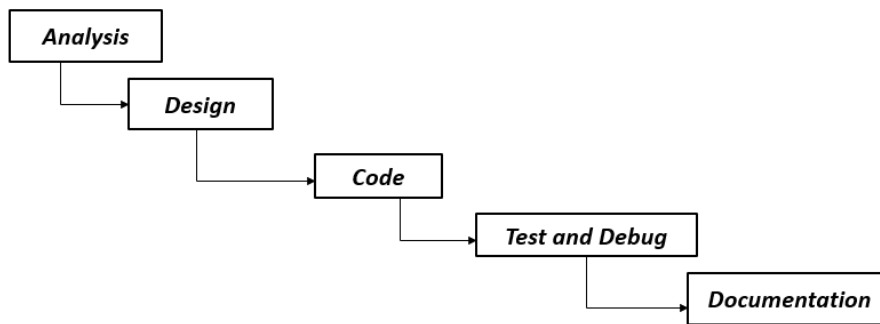 Analysis
Design
Code
Test and Debug
Documentation